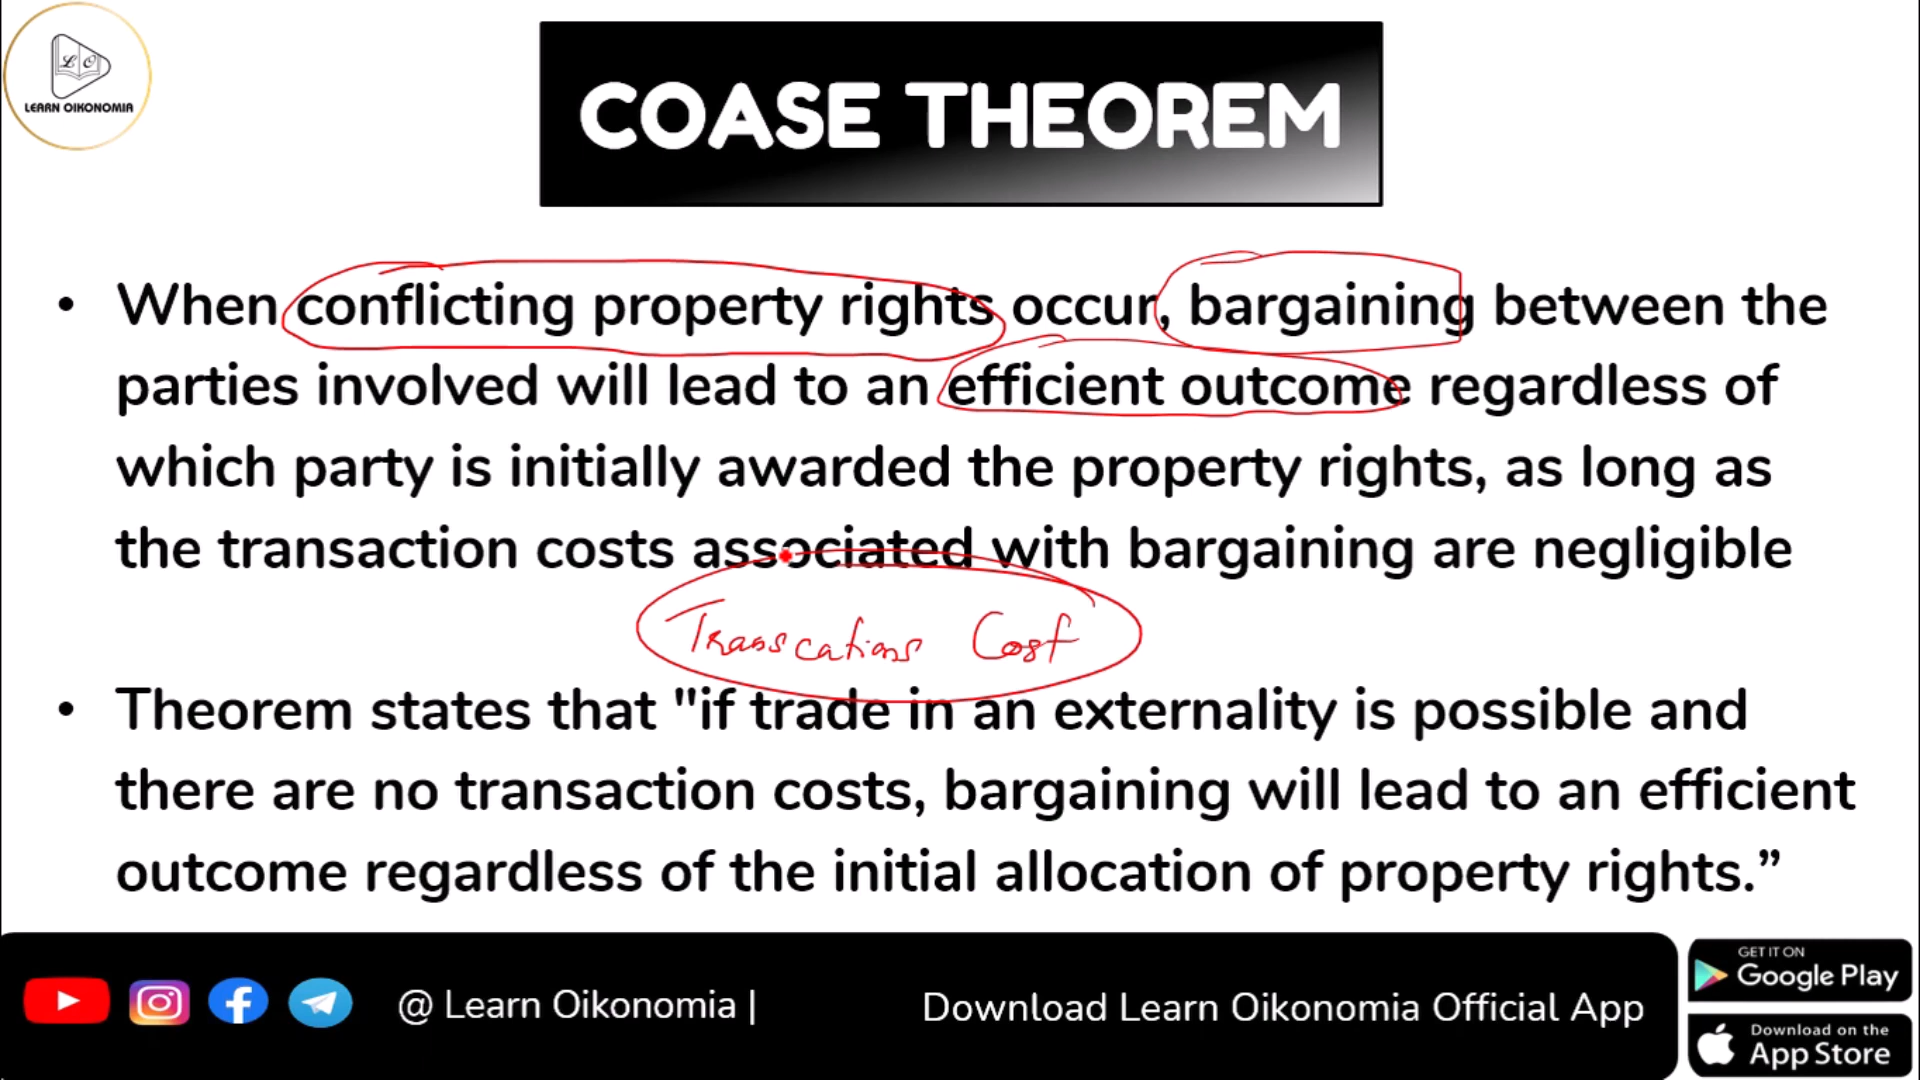 L O
LEARN OIKONOMIA
COASE THEOREM
• When conflicting property rights occur, bargaining between the
parties involved will lead to an efficient outcome regardless of
which party is initially awarded the property rights, as long as
the transaction costs associated with bargaining are negligible
Transcations Cost
• Theorem states that "if trade in an externality is possible and
there are no transaction costs, bargaining will lead to an efficient
outcome regardless of the initial allocation of property rights.”
@ Learn Oikonomia |
Download Learn Oikonomia Official App
GET IT ON
Google Play
Download on the
App Store